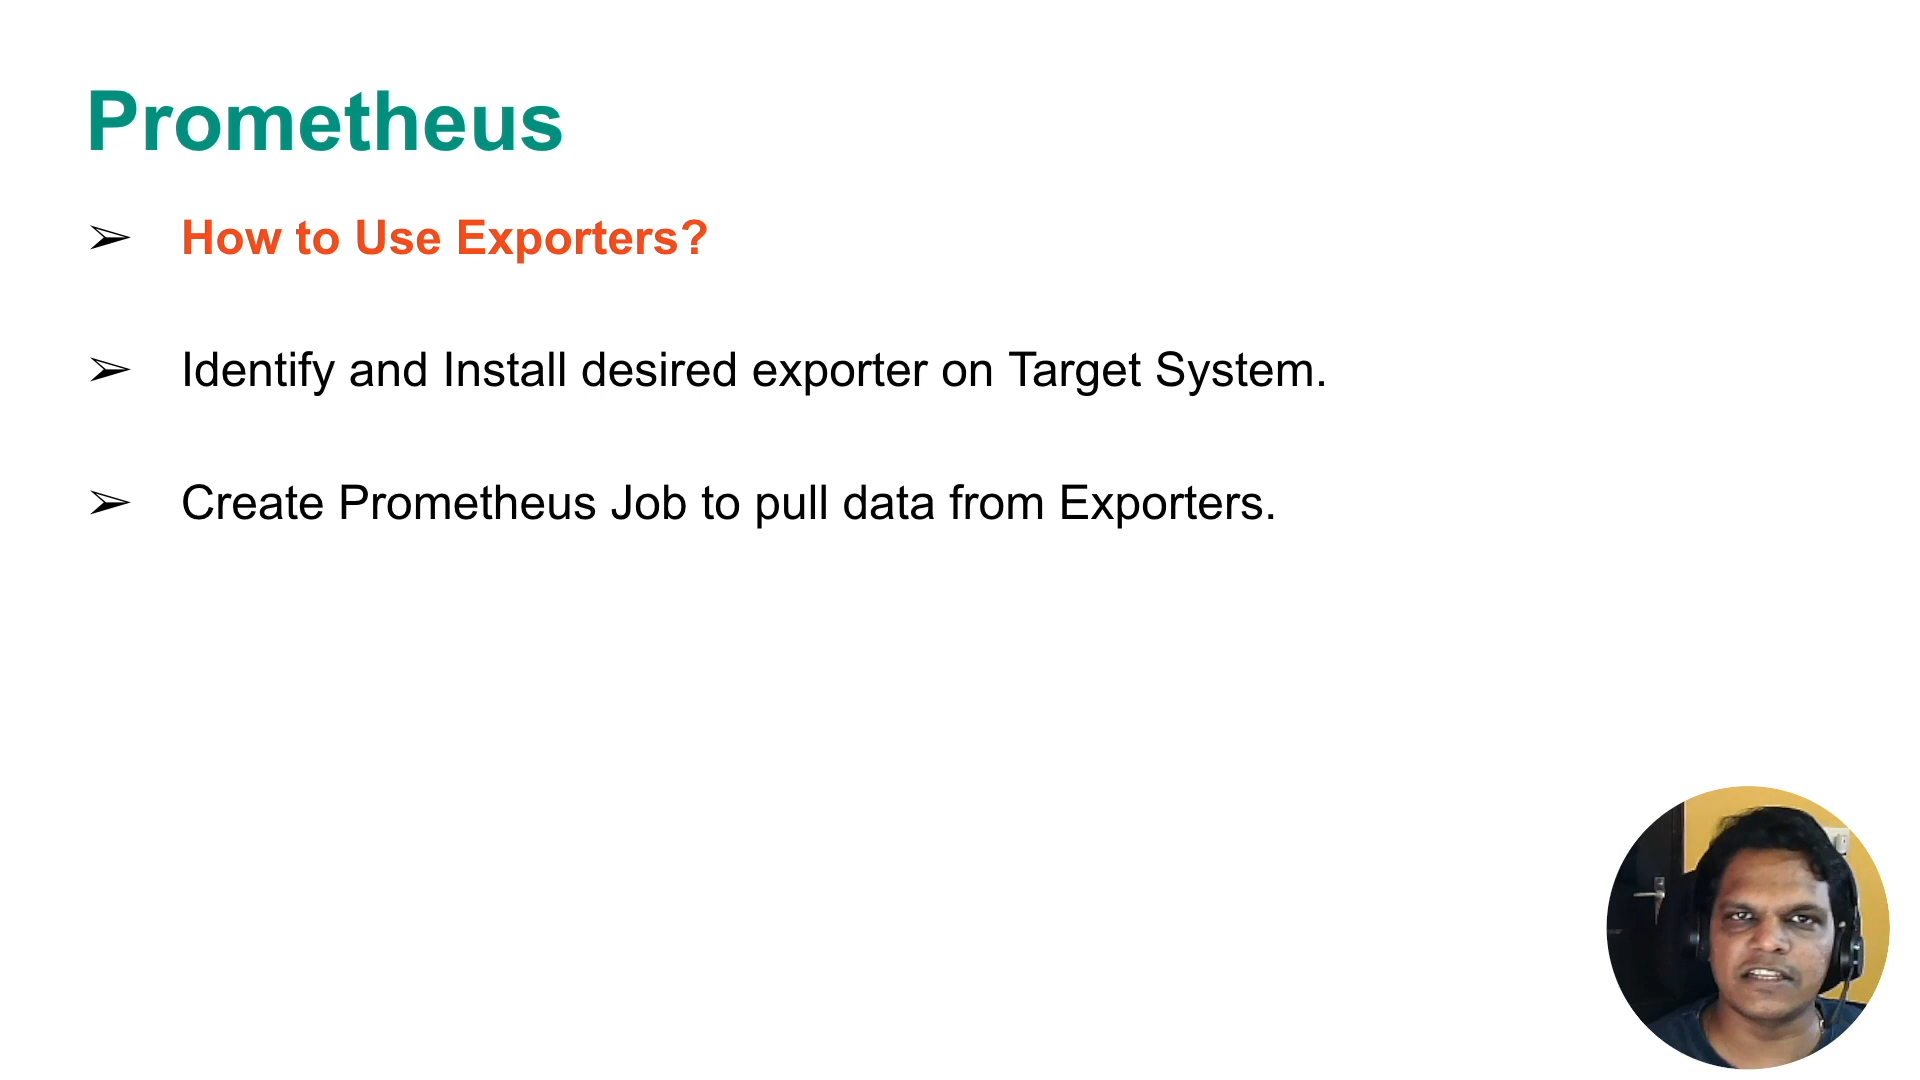 Prometheus
➢ How to Use Exporters?
➢ Identify and Install desired exporter on Target System.
➢ Create Prometheus Job to pull data from Exporters.